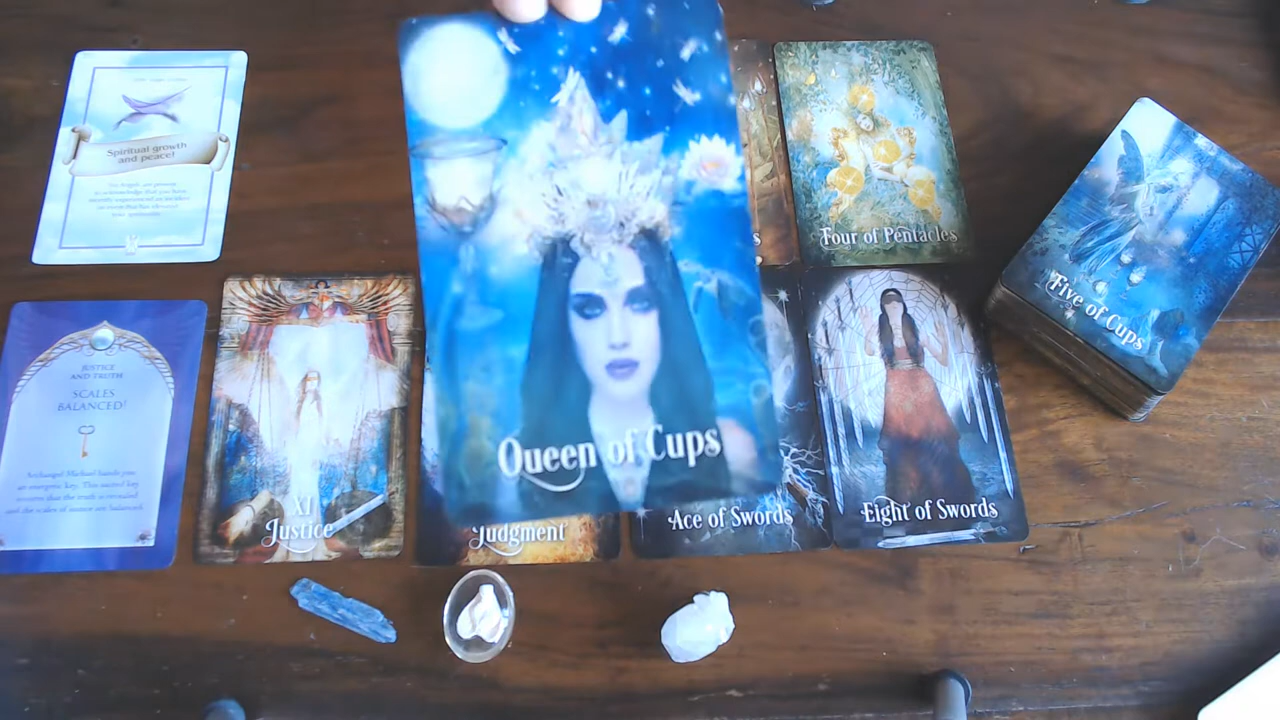 Spiritual growth
and peace!
Queen of Cups
s
Four of Pentacles
Five of Cups
JUSTICE
AND TRUTH
SCALES
BALANCED!
Archangel Michael hands you
an energetic key. This sacred key
ensures that the truth is revealed
and the scales of justice are balanced.
XI
Justice
Judgment
Ace of Swords
Eight of Swords